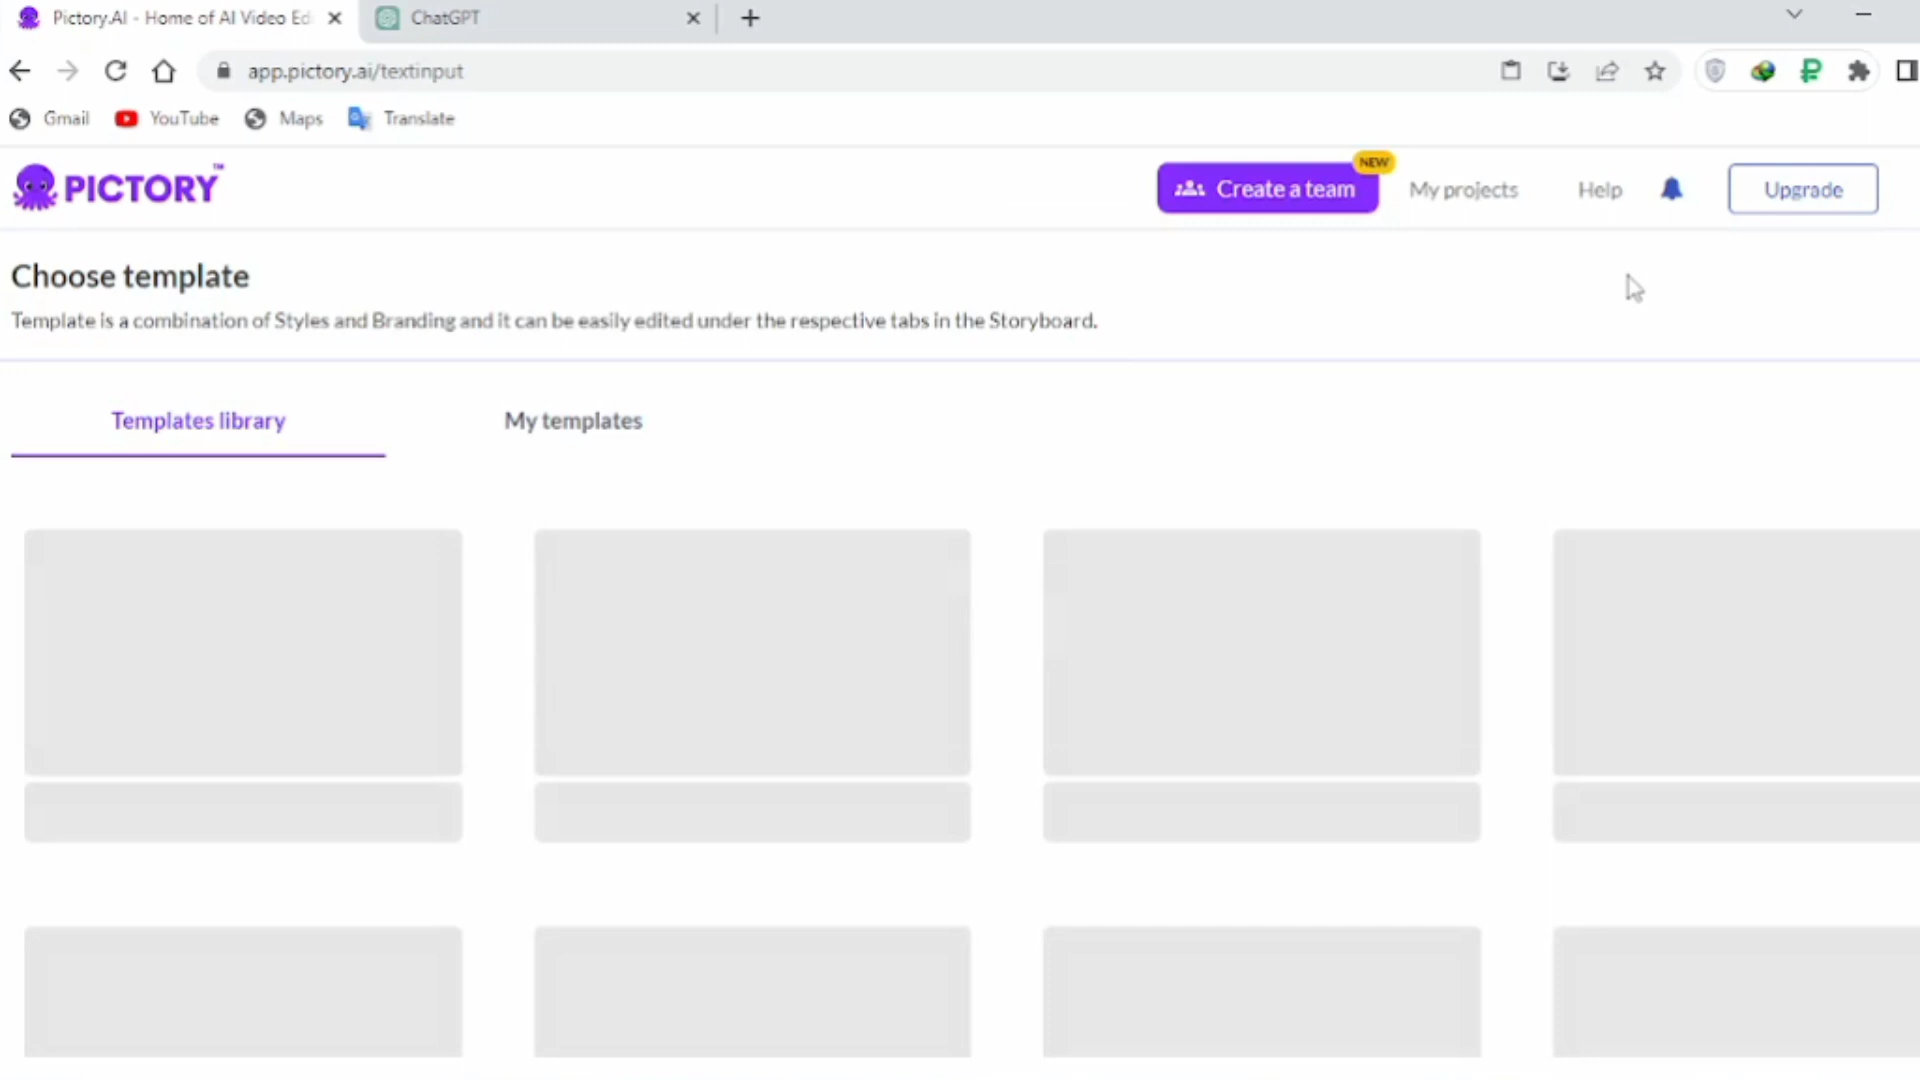 Pictory.AI - Home of AI Video Ed
ChatGPT
app.pictory.ai/textinput
Gmail
YouTube
Maps
Translate
PICTORY™
Create a team
NEW
My projects
Help
Upgrade
Choose template
Template is a combination of Styles and Branding and it can be easily edited under the respective tabs in the Storyboard.
Templates library
My templates